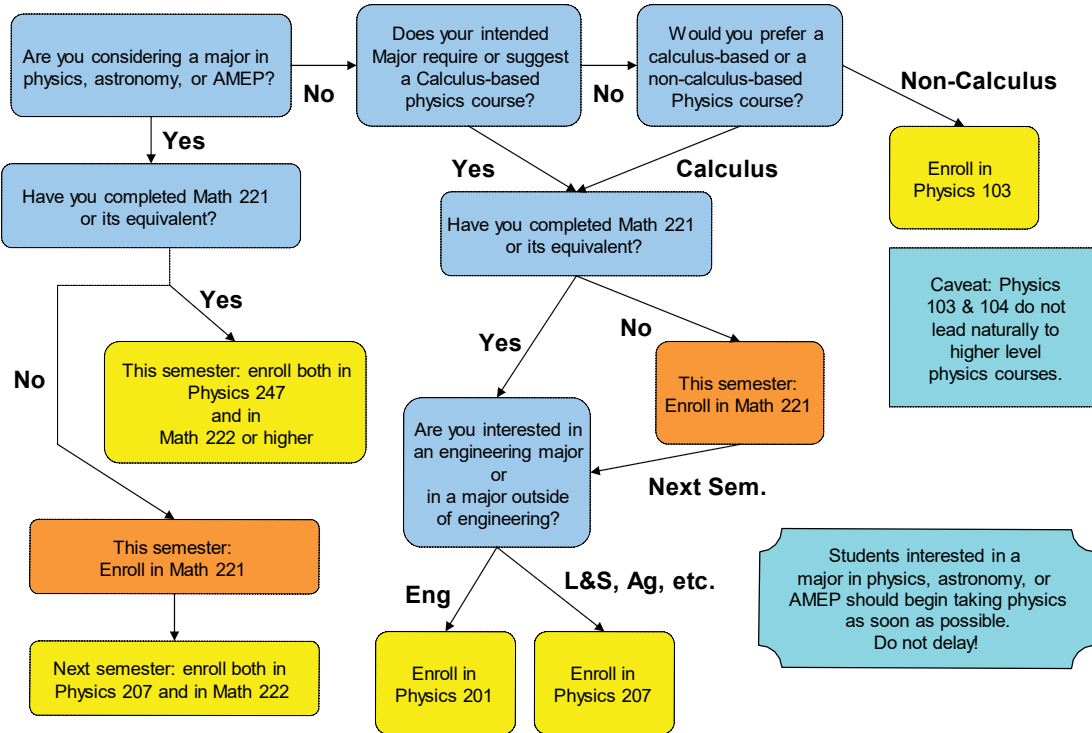 Are you considering a major in
physics, astronomy, or AMEP?
No
Does your intended
Major require or suggest
a Calculus-based
physics course?
No
Would you prefer a
calculus-based or a
non-calculus-based
Physics course?
Non-Calculus
Enroll in
Physics 103
Yes
Have you completed Math 221
or its equivalent?
Yes
Calculus
Have you completed Math 221
or its equivalent?
Caveat: Physics
103 & 104 do not
lead naturally to
higher level
physics courses.
Yes
No
This semester: enroll both in
Physics 247
and in
Math 222 or higher
Yes
No
This semester:
Enroll in Math 221
Are you interested in
an engineering major
or
in a major outside
of engineering?
Next Sem.
This semester:
Enroll in Math 221
Next semester: enroll both in
Physics 207 and in Math 222
Eng
L&S, Ag, etc.
Enroll in
Physics 201
Enroll in
Physics 207
Students interested in a
major in physics, astronomy, or
AMEP should begin taking physics
as soon as possible.
Do not delay!